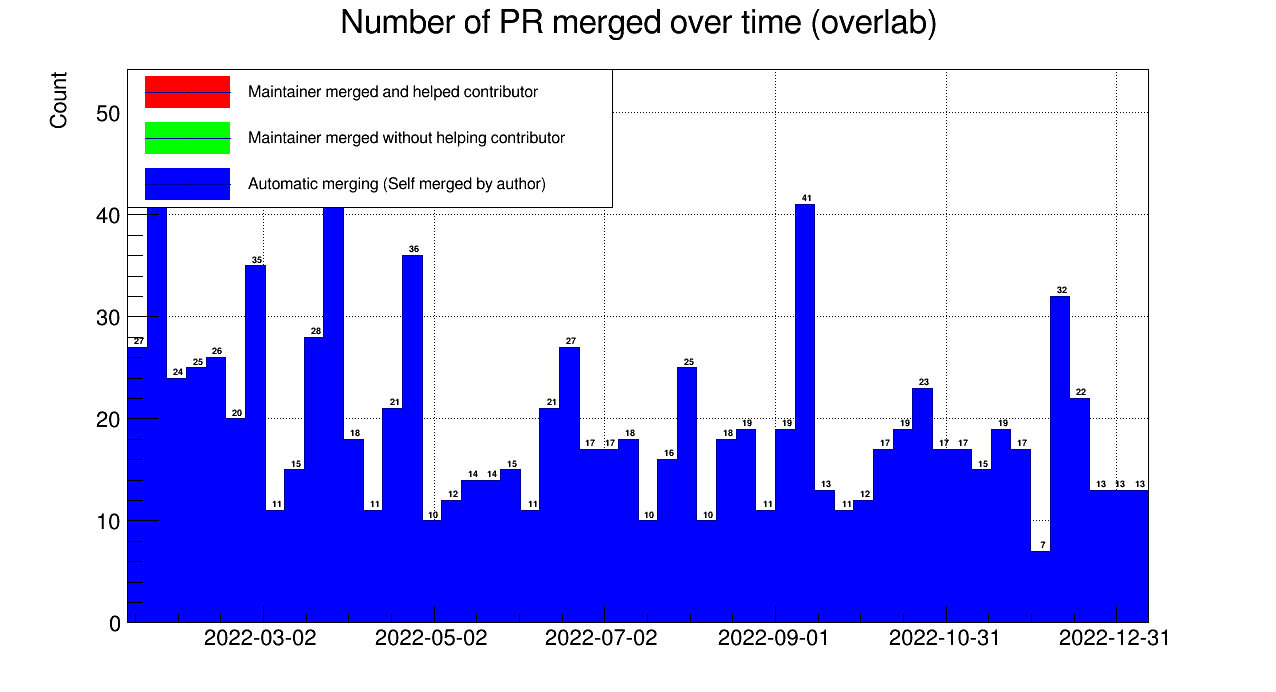 Number of PR merged over time (overlab)
Count
Maintainer merged and helped contributor
Maintainer merged without helping contributor
Automatic merging (Self merged by author)
50
40
30
20
10
0
27 24 25 26 20 35 11 15 28 18 11 21 36 10 12 14 14 15 11 21 27 17 17 18 10 16 25 10 18 19 11 19 41 13 11 12 17 19 23 17 17 15 19 17 7 32 22 13 13 13
2022-03-02 2022-05-02 2022-07-02 2022-09-01 2022-10-31 2022-12-31